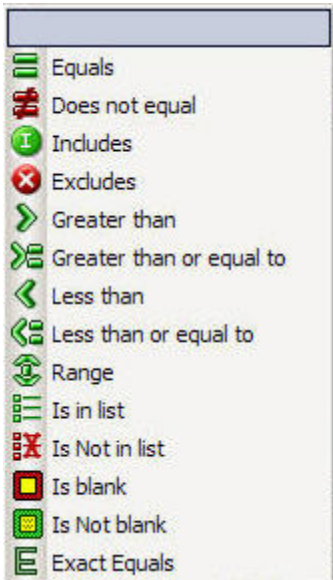 Equals
Does not equal
Includes
Excludes
Greater than
Greater than or equal to
Less than
Less than or equal to
Range
Is in list
Is Not in list
Is blank
Is Not blank
Exact Equals